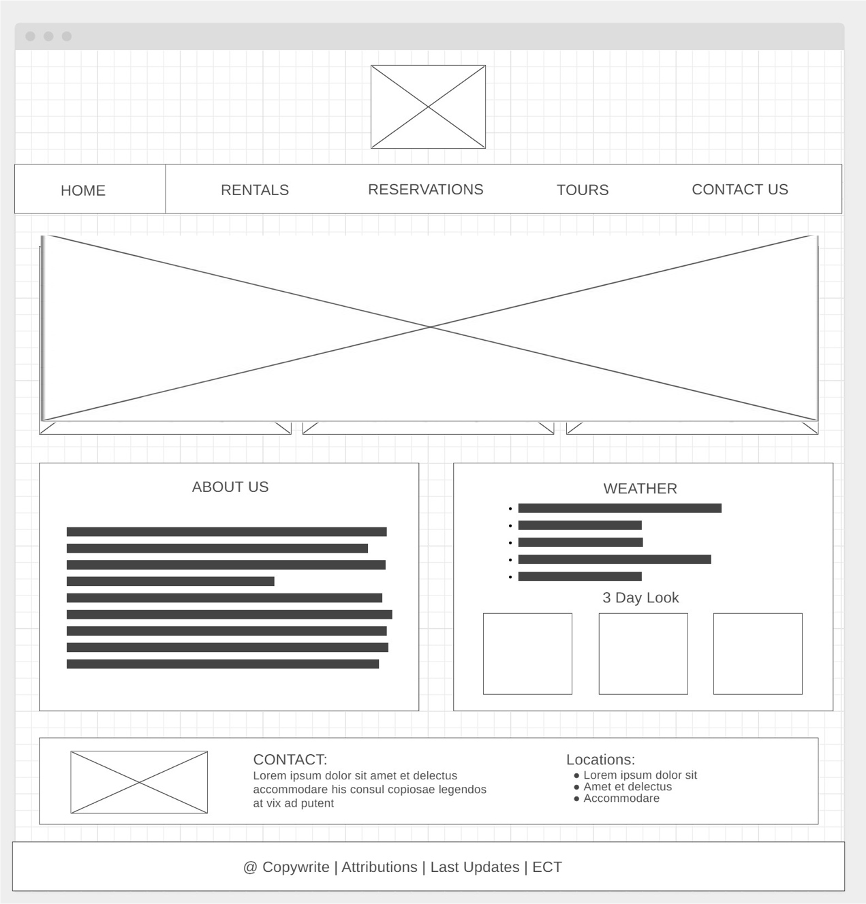 HOME
RENTALS
RESERVATIONS
TOURS
CONTACT US
ABOUT US
WEATHER
3 Day Look
CONTACT:
Lorem ipsum dolor sit amet et delectus
accommodare his consul copiosae legendos
at vix ad putent
Locations:
● Lorem ipsum dolor sit
● Amet et delectus
● Accommodare
@ Copywrite | Attributions | Last Updates | ECT